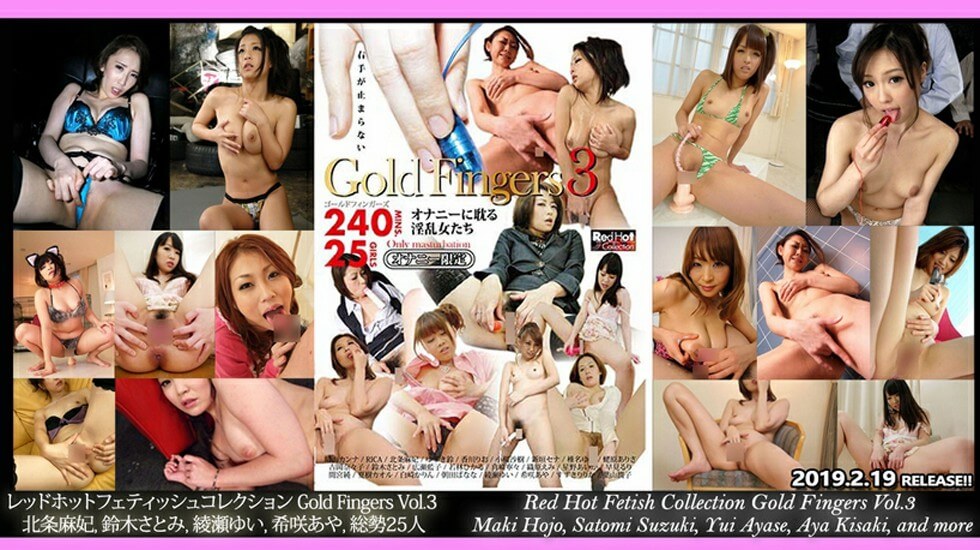 右手が止まらない
Gold Fingers 3
ゴールドフィンガーズ
240 MINS.
25 GIRLS
オナニーに耽る
淫乱女たち
Only masturbation
オナニー限定
Red Hot
Collection
レッドホットフェティッシュコレクション Gold Fingers Vol.3
北条麻妃, 鈴木さとみ, 綾瀬ゆい, 希咲あや, 総勢25人
2019.2.19 RELEASE!!
Red Hot Fetish Collection Gold Fingers Vol.3
Maki Hojo, Satomi Suzuki, Yui Ayase, Aya Kisaki, and more